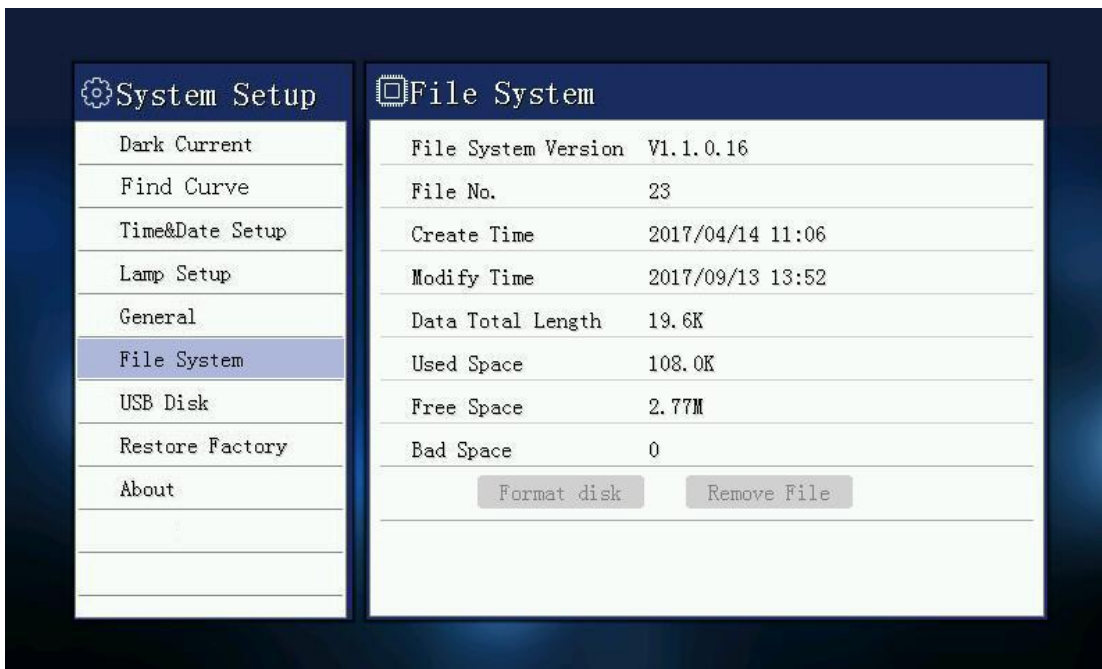 System Setup
Dark Current
Find Curve
Time&Date Setup
Lamp Setup
General
File System
USB Disk
Restore Factory
About
File System
File System Version V1.1.0.16
File No. 23
Create Time 2017/04/14 11:06
Modify Time 2017/09/13 13:52
Data Total Length 19.6K
Used Space 108.0K
Free Space 2.77M
Bad Space 0
Format disk Remove File